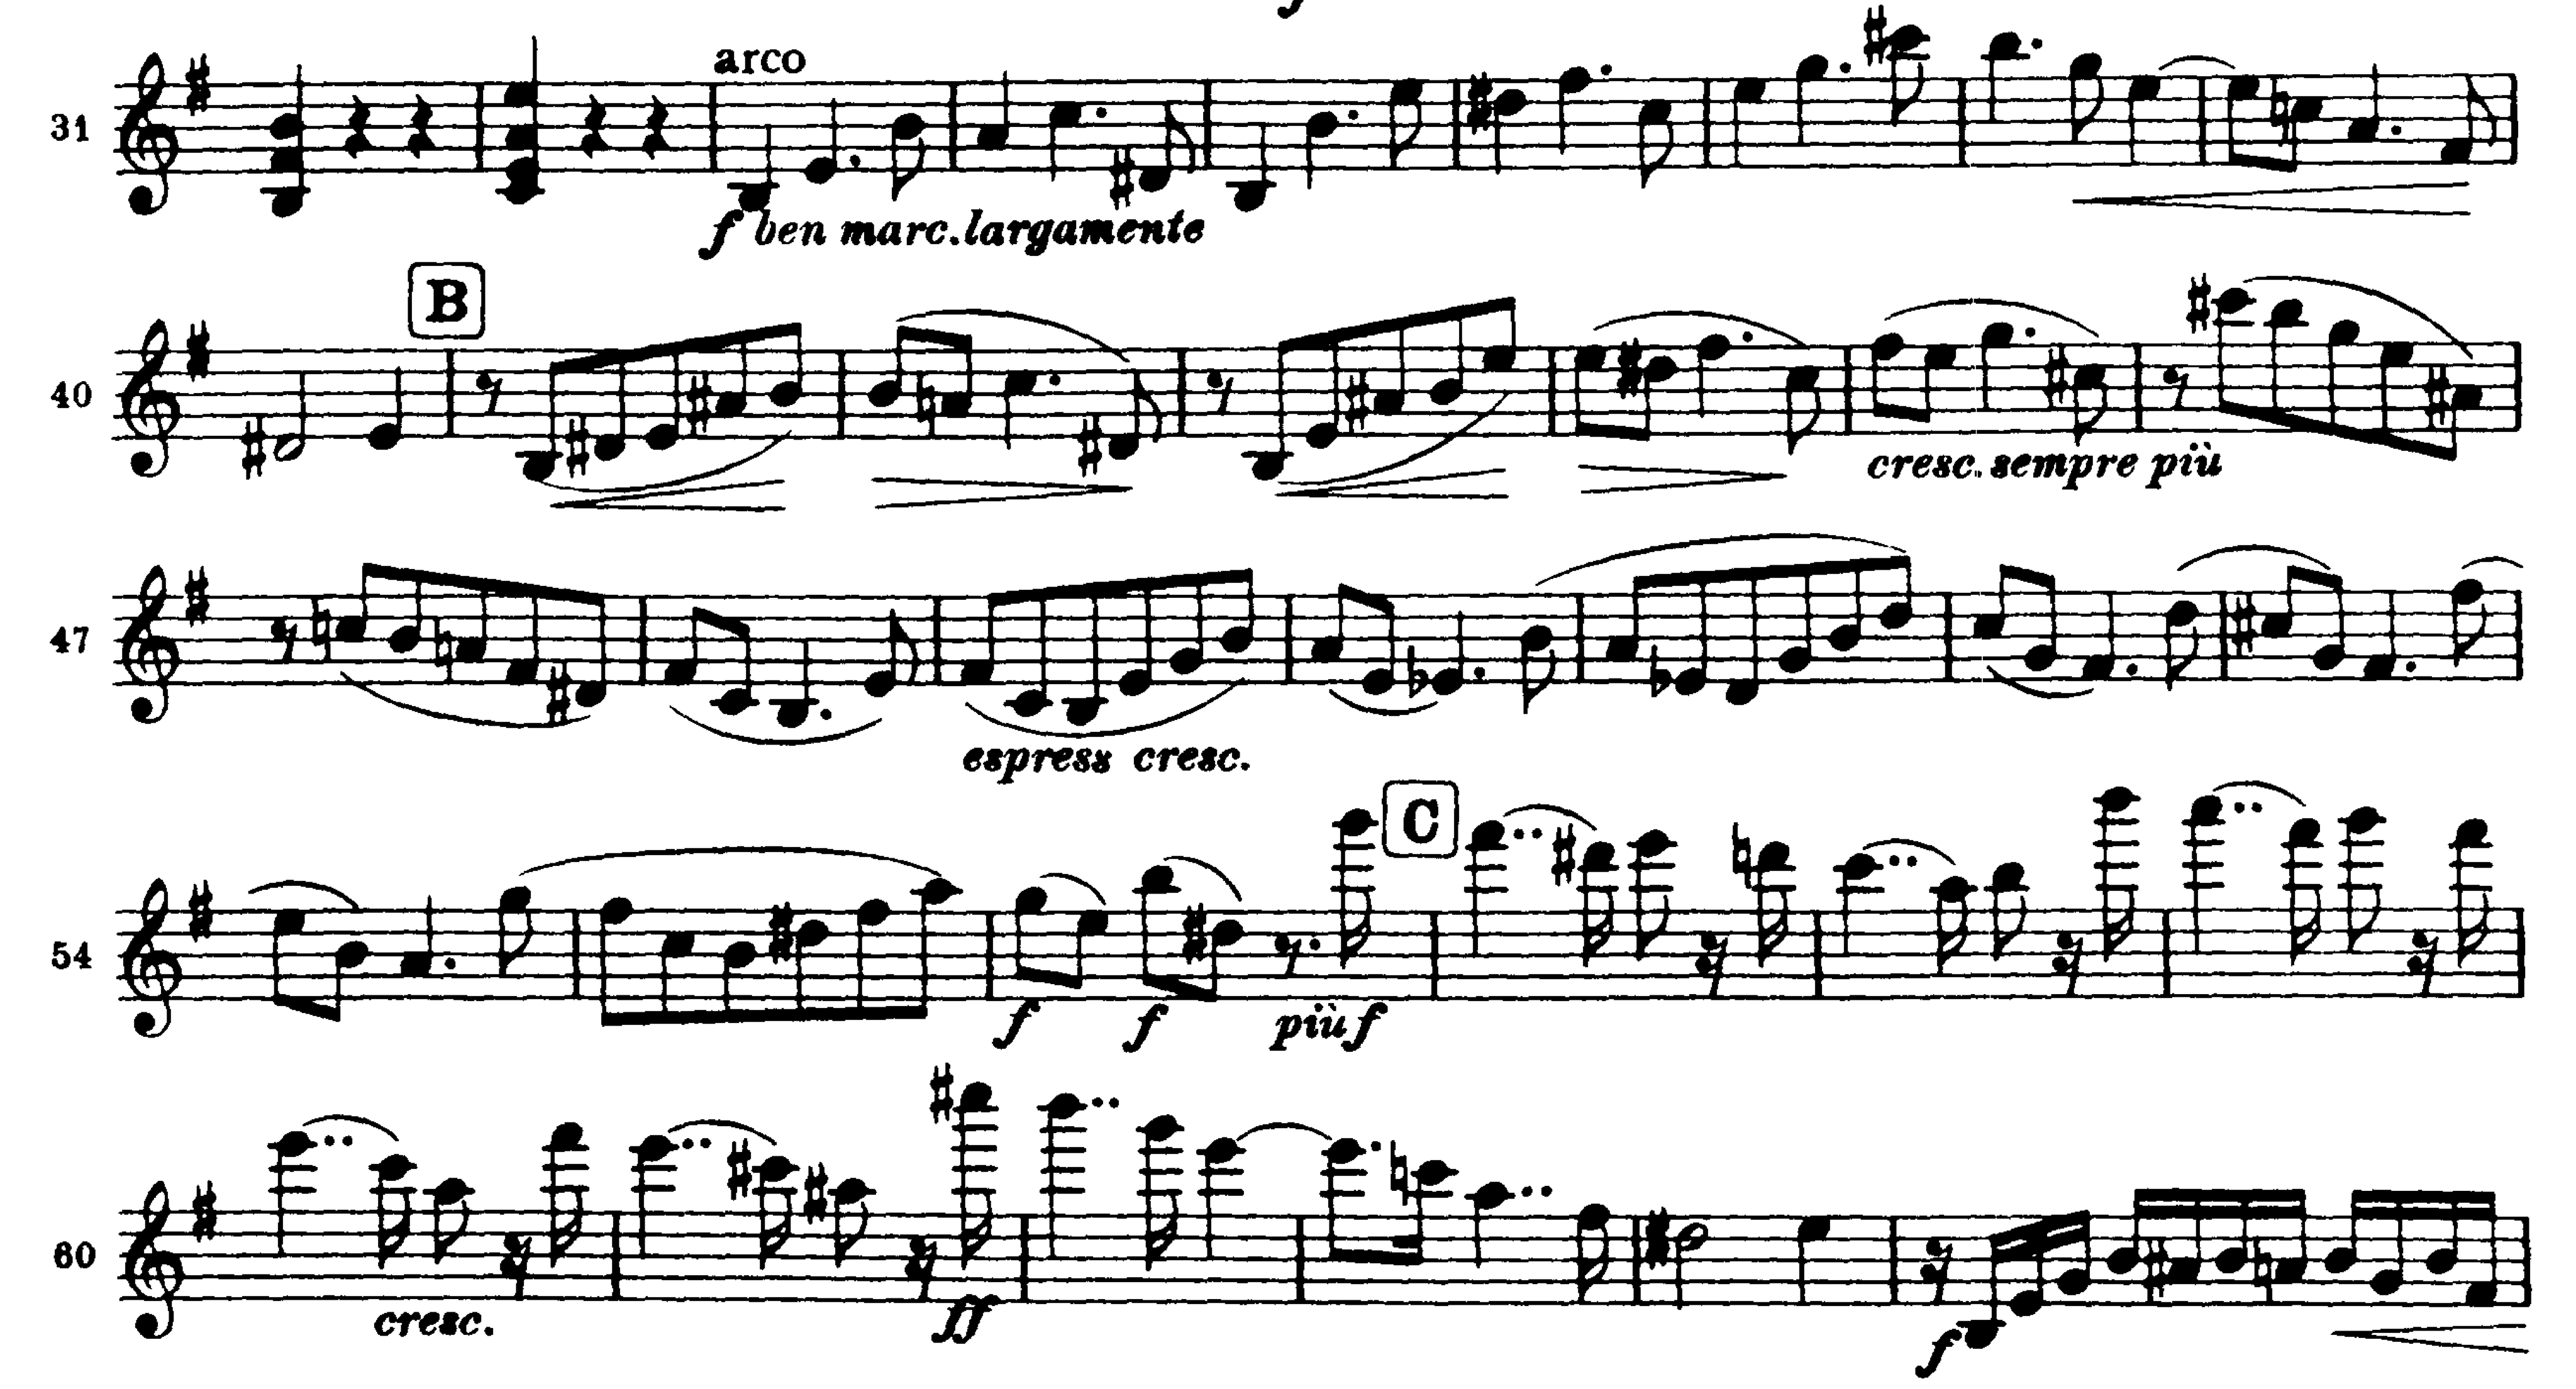 f
arco
31
f ben marc. largamente
B
40
cresc. sempre più
47
espress cresc.
C
54
f f più f
60
cresc. ff f